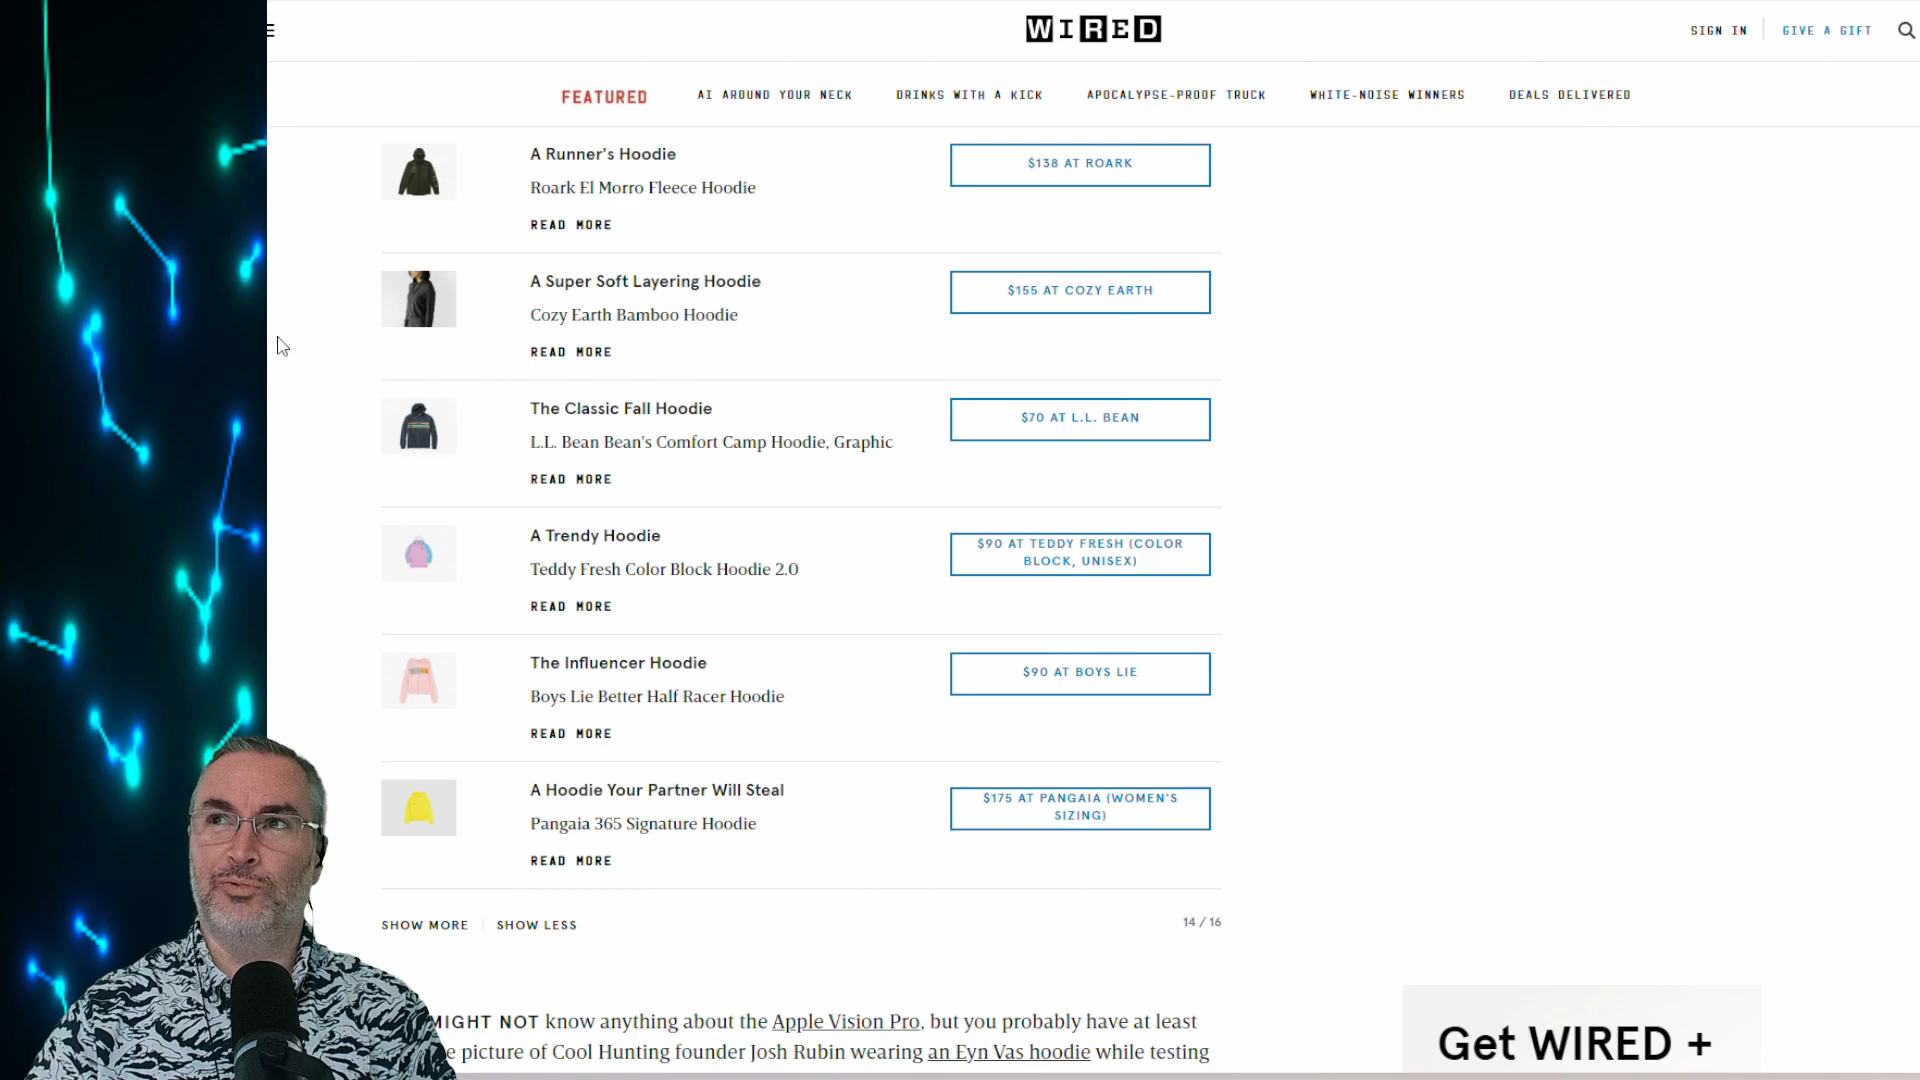 WIRED
SIGN IN
GIVE A GIFT
FEATURED
AI AROUND YOUR NECK
DRINKS WITH A KICK
APOCALYPSE-PROOF TRUCK
WHITE-NOISE WINNERS
DEALS DELIVERED
A Runner's Hoodie
Roark El Morro Fleece Hoodie
READ MORE
$138 AT ROARK
A Super Soft Layering Hoodie
Cozy Earth Bamboo Hoodie
READ MORE
$155 AT COZY EARTH
The Classic Fall Hoodie
L.L. Bean Bean's Comfort Camp Hoodie, Graphic
READ MORE
$70 AT L.L. BEAN
A Trendy Hoodie
Teddy Fresh Color Block Hoodie 2.0
READ MORE
$90 AT TEDDY FRESH (COLOR
BLOCK, UNISEX)
The Influencer Hoodie
Boys Lie Better Half Racer Hoodie
READ MORE
$90 AT BOYS LIE
A Hoodie Your Partner Will Steal
Pangaia 365 Signature Hoodie
READ MORE
$175 AT PANGAIA (WOMEN'S
SIZING)
SHOW MORE
SHOW LESS
14 / 16
MIGHT NOT know anything about the Apple Vision Pro, but you probably have at least
picture of Cool Hunting founder Josh Rubin wearing an Eyn Vas hoodie while testing
Get WIRED +